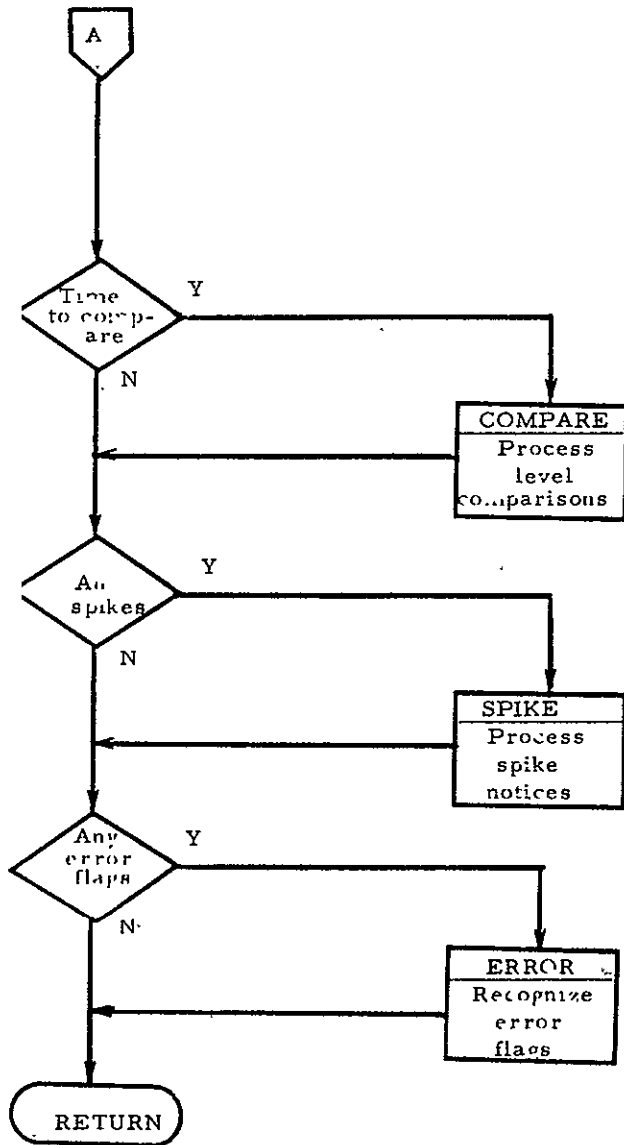 A
Time
to comp-
are
Y
N
COMPARE
Process
level
comparisons
spikes
Y
N
SPIKE
Process
spike
notices
Any
error
flags
Y
N
ERROR
Recognize
error
flags
RETURN